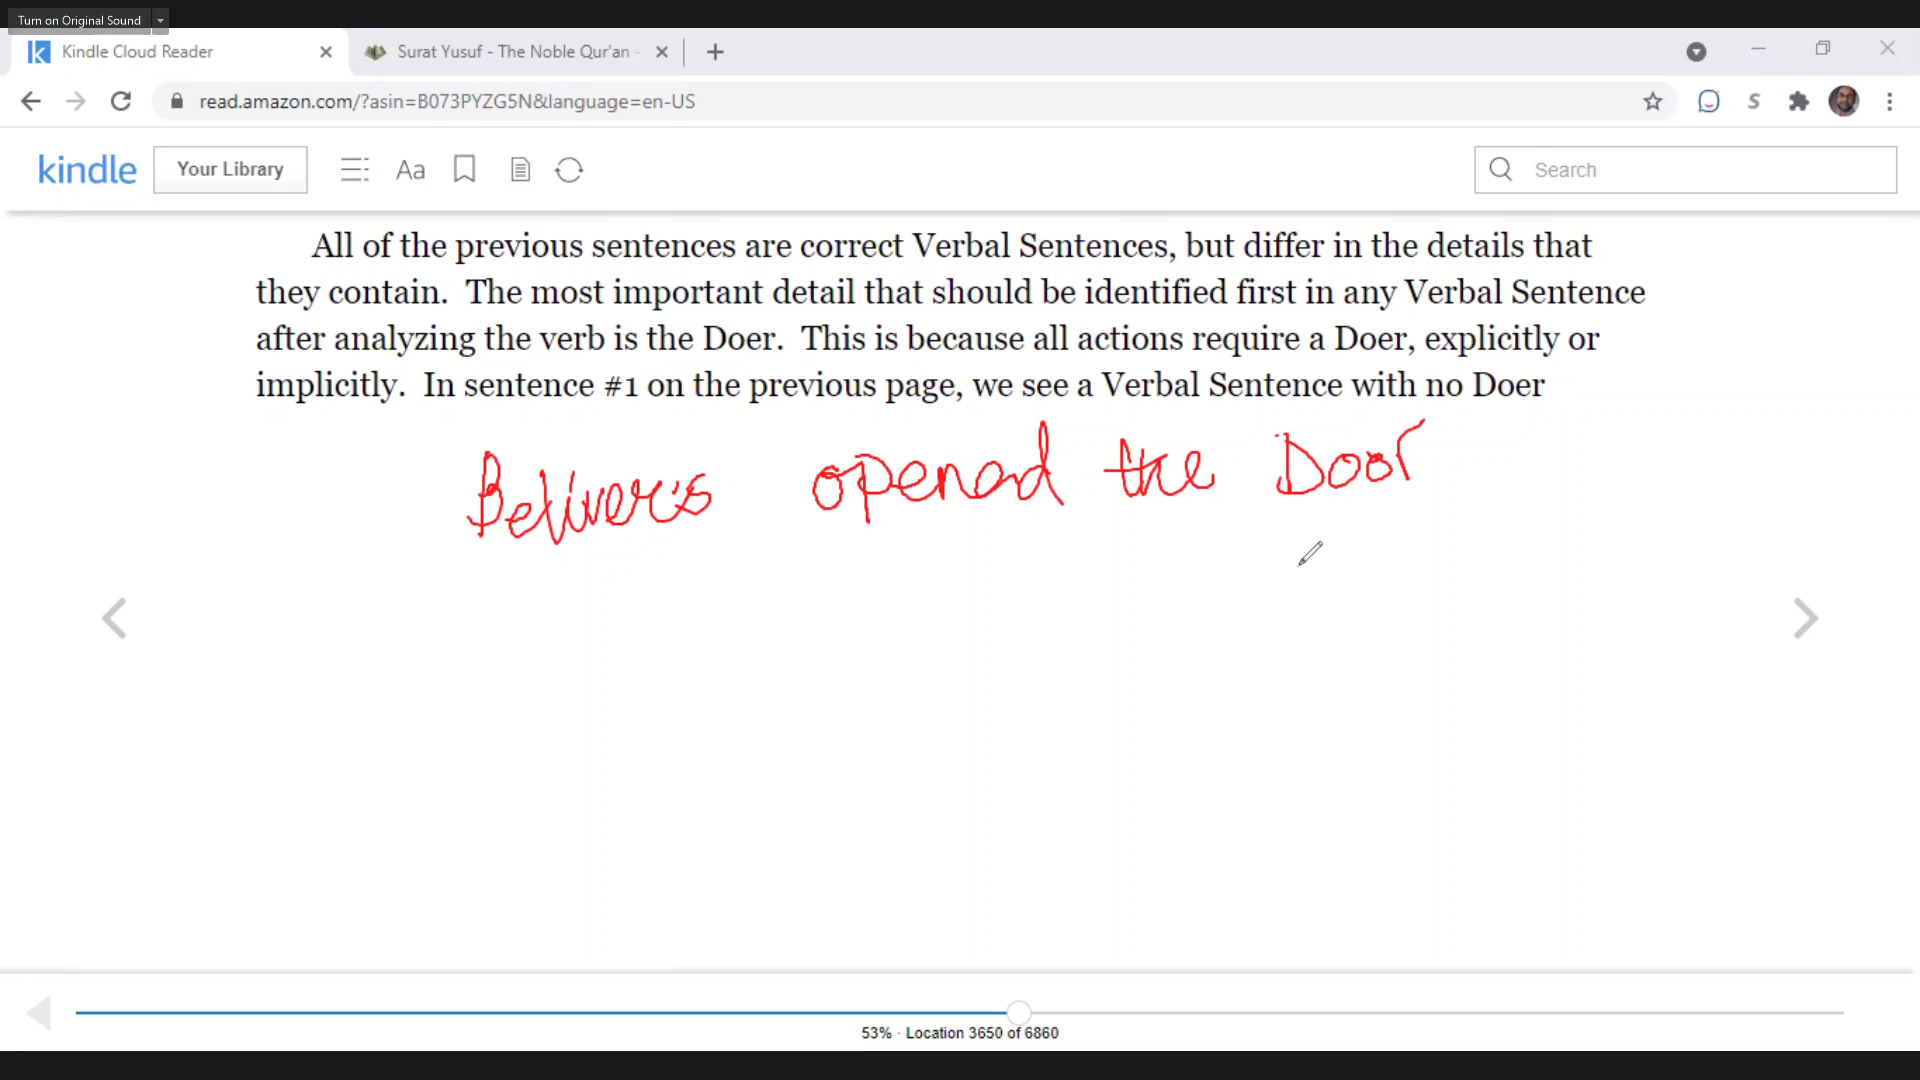 Turn on Original Sound
Kindle Cloud Reader
Surat Yusuf - The Noble Qur'an -
read.amazon.com/?asin=B073PYZG5N&language=en-US
kindle
Your Library
Aa
Search
All of the previous sentences are correct Verbal Sentences, but differ in the details that
they contain. The most important detail that should be identified first in any Verbal Sentence
after analyzing the verb is the Doer. This is because all actions require a Doer, explicitly or
implicitly. In sentence #1 on the previous page, we see a Verbal Sentence with no Doer
Beliver's opened the Door
53% · Location 3650 of 6860